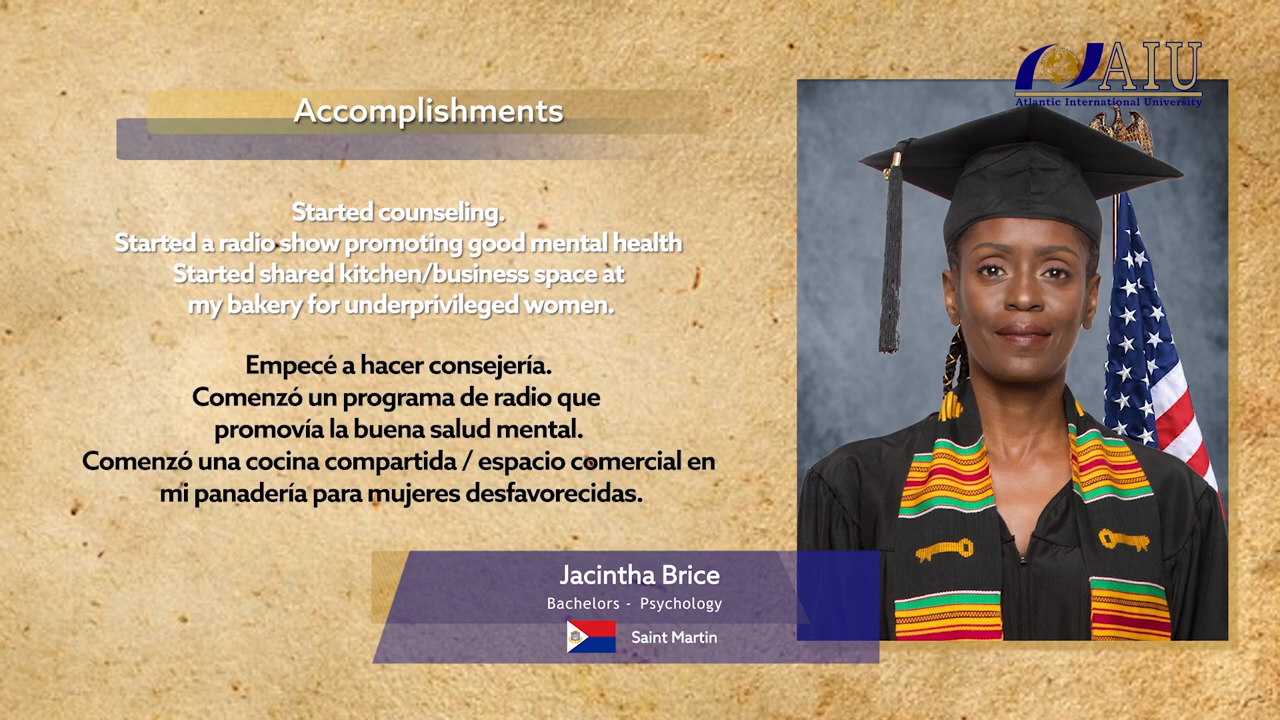 AIU
Atlantic International University
Accomplishments
Started counseling.
Started a radio show promoting good mental health
Started shared kitchen/business space at
my bakery for underprivileged women.
Empecé a hacer consejería.
Comenzó un programa de radio que
promovía la buena salud mental.
Comenzó una cocina compartida / espacio comercial en
mi panadería para mujeres desfavorecidas.
Jacintha Brice
Bachelors - Psychology
Saint Martin